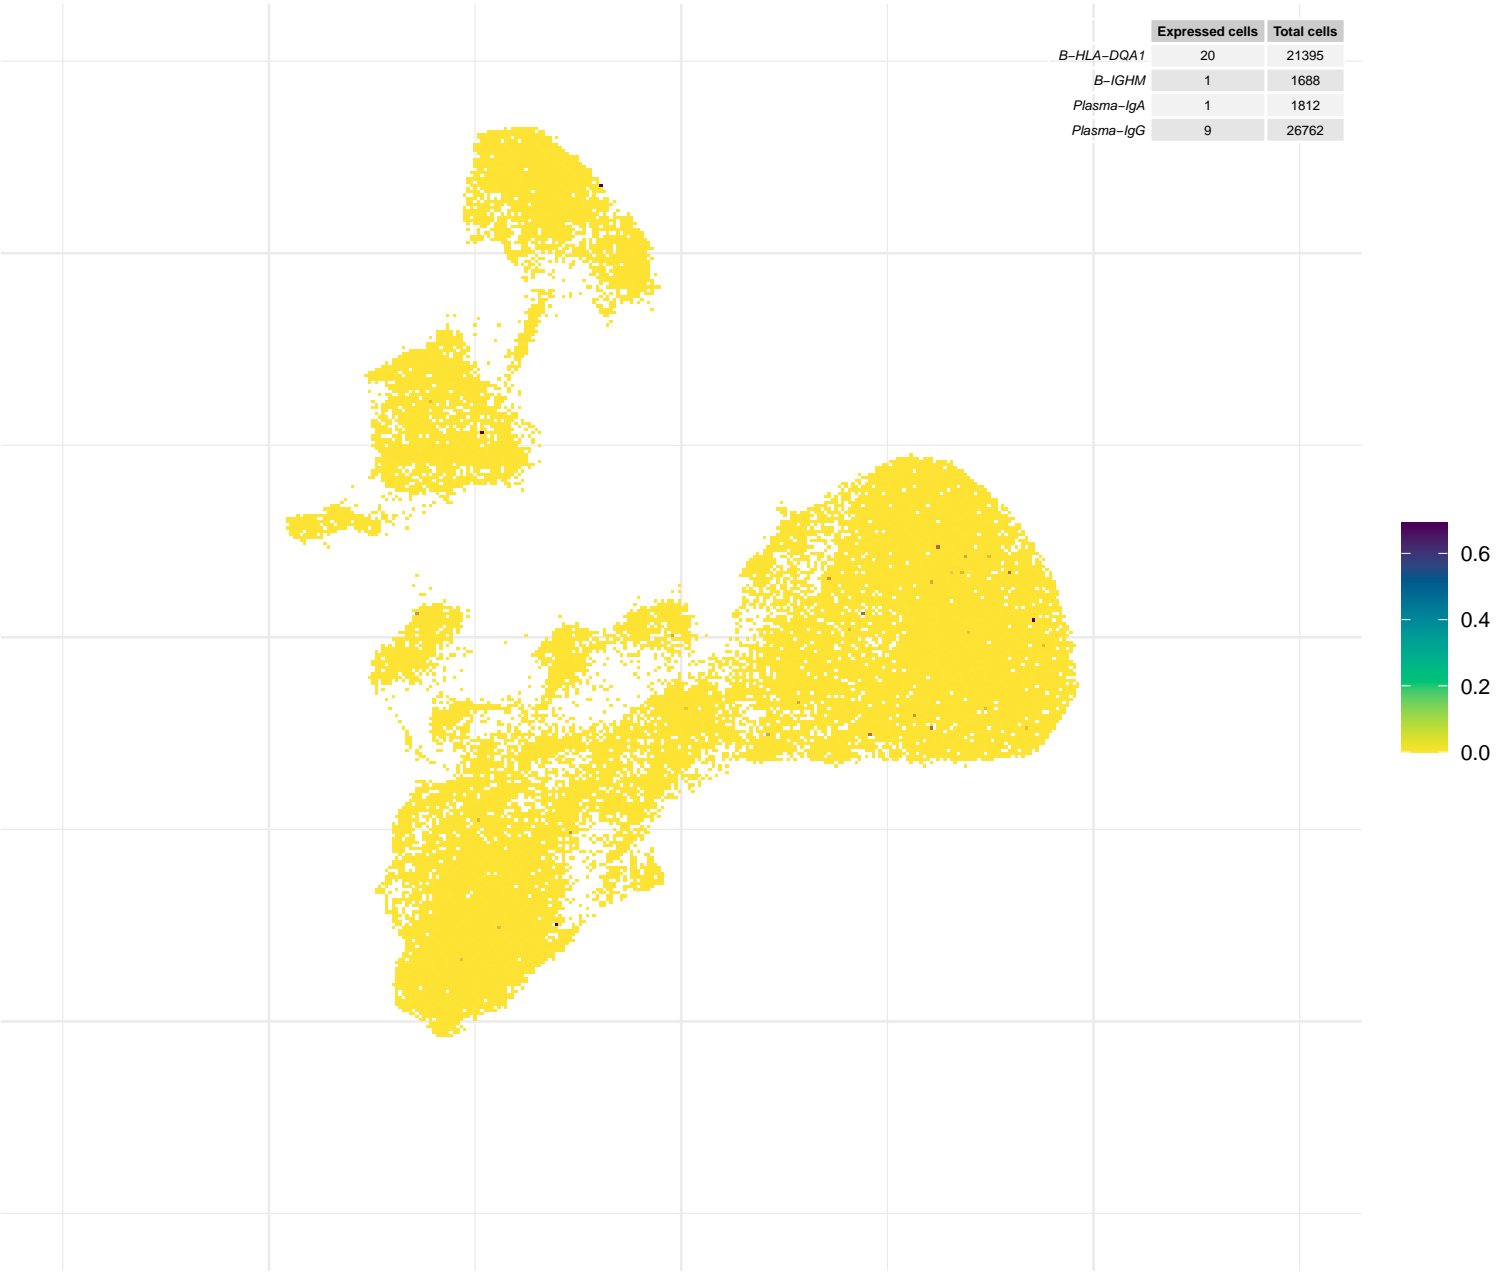 Expressed cells Total cells
B−HLA−DQA1 20 21395
B−IGHM 1 1688
Plasma−IgA 1 1812
Plasma−IgG 9 26762
0.6
0.4
0.2
0.0